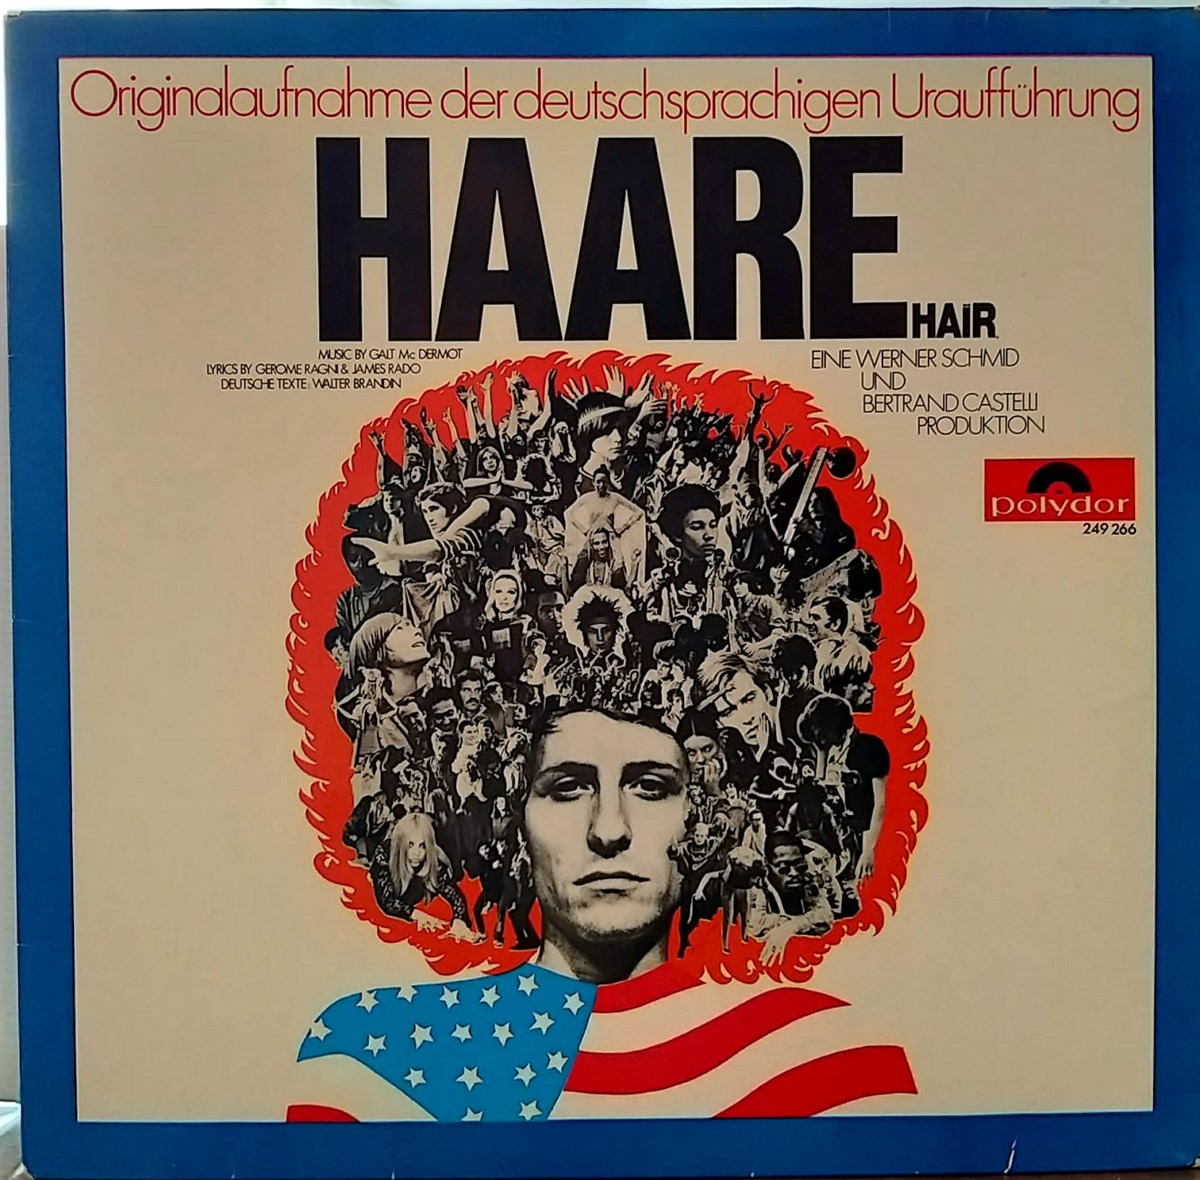 Originalaufnahme der deutschsprachigen Uraufführung
HAARE
HAIR
MUSIC BY GALT Mc DERMOT
LYRICS BY GEROME RAGNI & JAMES RADO
DEUTSCHE TEXTE: WALTER BRANDIN
EINE WERNER SCHMID
UND
BERTRAND CASTELLI
PRODUKTION
polydor
249 266